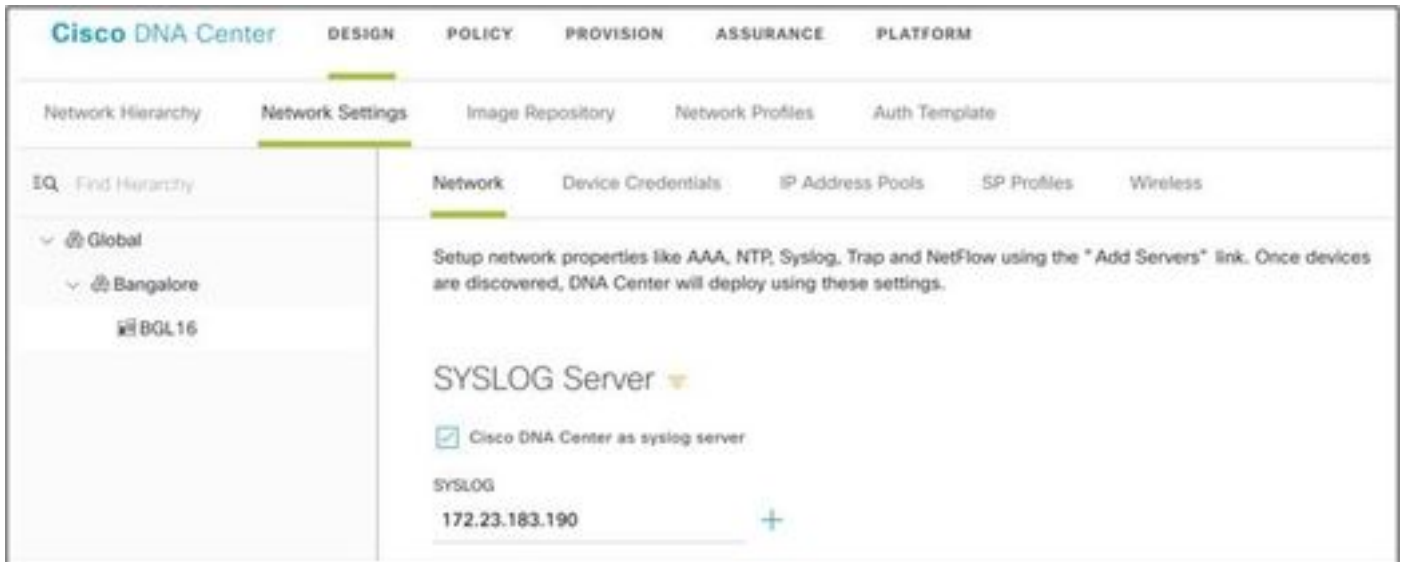 Cisco DNA Center DESIGN POLICY PROVISION ASSURANCE PLATFORM
Network Hierarchy Network Settings Image Repository Network Profiles Auth Template
Find Hierarchy
Network Device Credentials IP Address Pools SP Profiles Wireless
Global
Bangalore
BGL16
Setup network properties like AAA, NTP, Syslog, Trap and NetFlow using the "Add Servers" link. Once devices
are discovered, DNA Center will deploy using these settings.
SYSLOG Server
Cisco DNA Center as syslog server
SYSLOG
172.23.183.190